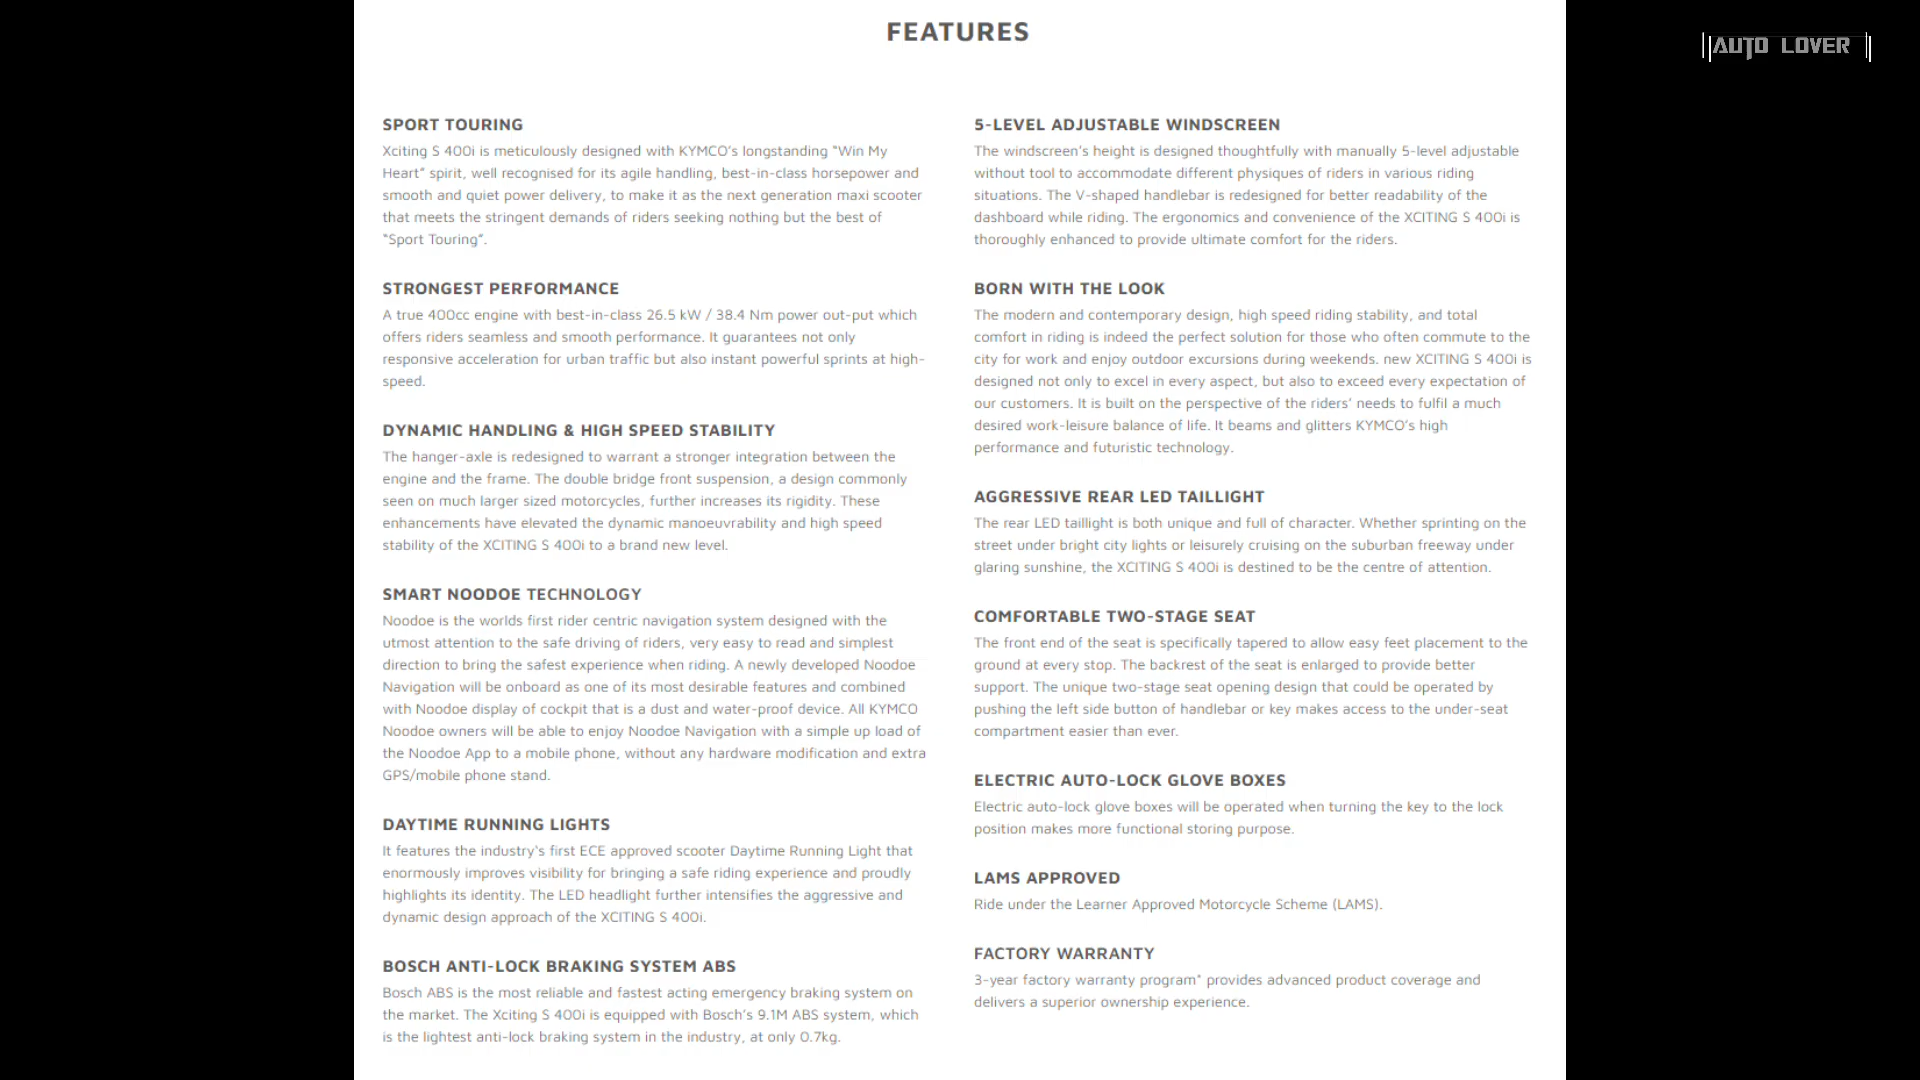 FEATURES
AUTO LOVER
SPORT TOURING
Xciting S 400i is meticulously designed with KYMCO's longstanding “Win My
Heart” spirit, well recognised for its agile handling, best-in-class horsepower and
smooth and quiet power delivery, to make it as the next generation maxi scooter
that meets the stringent demands of riders seeking nothing but the best of
“Sport Touring”.
STRONGEST PERFORMANCE
A true 400cc engine with best-in-class 26.5 kW / 38.4 Nm power out-put which
offers riders seamless and smooth performance. It guarantees not only
responsive acceleration for urban traffic but also instant powerful sprints at high-
speed.
DYNAMIC HANDLING & HIGH SPEED STABILITY
The hanger-axle is redesigned to warrant a stronger integration between the
engine and the frame. The double bridge front suspension, a design commonly
seen on much larger sized motorcycles, further increases its rigidity. These
enhancements have elevated the dynamic manoeuvrability and high speed
stability of the XCITING S 400i to a brand new level.
SMART NOODOE TECHNOLOGY
Noodoe is the worlds first rider centric navigation system designed with the
utmost attention to the safe driving of riders, very easy to read and simplest
direction to bring the safest experience when riding. A newly developed Noodoe
Navigation will be onboard as one of its most desirable features and combined
with Noodoe display of cockpit that is a dust and water-proof device. All KYMCO
Noodoe owners will be able to enjoy Noodoe Navigation with a simple up load of
the Noodoe App to a mobile phone, without any hardware modification and extra
GPS/mobile phone stand.
DAYTIME RUNNING LIGHTS
It features the industry's first ECE approved scooter Daytime Running Light that
enormously improves visibility for bringing a safe riding experience and proudly
highlights its identity. The LED headlight further intensifies the aggressive and
dynamic design approach of the XCITING S 400i.
BOSCH ANTI-LOCK BRAKING SYSTEM ABS
Bosch ABS is the most reliable and fastest acting emergency braking system on
the market. The Xciting S 400i is equipped with Bosch's 9.1M ABS system, which
is the lightest anti-lock braking system in the industry, at only 0.7kg.
5-LEVEL ADJUSTABLE WINDSCREEN
The windscreen's height is designed thoughtfully with manually 5-level adjustable
without tool to accommodate different physiques of riders in various riding
situations. The V-shaped handlebar is redesigned for better readability of the
dashboard while riding. The ergonomics and convenience of the XCITING S 400i is
thoroughly enhanced to provide ultimate comfort for the riders.
BORN WITH THE LOOK
The modern and contemporary design, high speed riding stability, and total
comfort in riding is indeed the perfect solution for those who often commute to the
city for work and enjoy outdoor excursions during weekends. new XCITING S 400i is
designed not only to excel in every aspect, but also to exceed every expectation of
our customers. It is built on the perspective of the riders' needs to fulfil a much
desired work-leisure balance of life. It beams and glitters KYMCO's high
performance and futuristic technology.
AGGRESSIVE REAR LED TAILLIGHT
The rear LED taillight is both unique and full of character. Whether sprinting on the
street under bright city lights or leisurely cruising on the suburban freeway under
glaring sunshine, the XCITING S 400i is destined to be the centre of attention.
COMFORTABLE TWO-STAGE SEAT
The front end of the seat is specifically tapered to allow easy feet placement to the
ground at every stop. The backrest of the seat is enlarged to provide better
support. The unique two-stage seat opening design that could be operated by
pushing the left side button of handlebar or key makes access to the under-seat
compartment easier than ever.
ELECTRIC AUTO-LOCK GLOVE BOXES
Electric auto-lock glove boxes will be operated when turning the key to the lock
position makes more functional storing purpose.
LAMS APPROVED
Ride under the Learner Approved Motorcycle Scheme (LAMS).
FACTORY WARRANTY
3-year factory warranty program* provides advanced product coverage and
delivers a superior ownership experience.